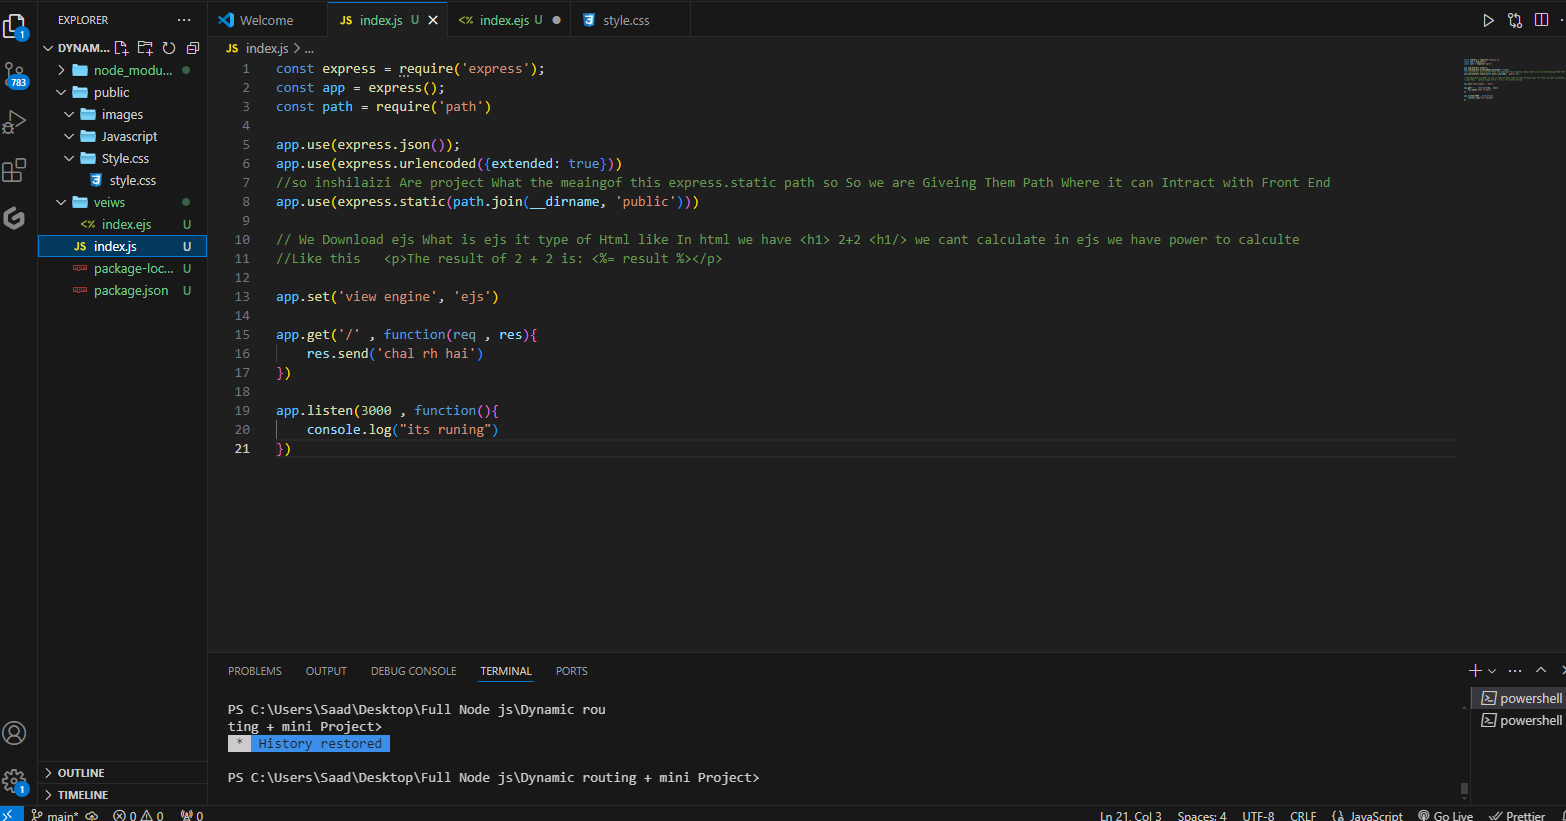 EXPLORER ...
Welcome
JS index.js U
<% index.ejs U
style.css
DYNAM...
JS index.js > ...
node_modu...
public
images
Javascript
Style.css
style.css
veiws
<% index.ejs U
JS index.js U
package-loc... U
package.json U
1
783
1 const express = require('express');
2 const app = express();
3 const path = require('path')
4
5 app.use(express.json());
6 app.use(express.urlencoded({extended: true}))
7 //so inshilaizi Are project What the meaingof this express.static path so So we are Giveing Them Path Where it can Intract with Front End
8 app.use(express.static(path.join(__dirname, 'public')))
9
10 // We Download ejs What is ejs it type of Html like In html we have <h1> 2+2 <h1/> we cant calculate in ejs we have power to calculte
11 //Like this   <p>The result of 2 + 2 is: <%= result %></p>
12
13 app.set('view engine', 'ejs')
14
15 app.get('/' , function(req , res){
16     res.send('chal rh hai')
17 })
18
19 app.listen(3000 , function(){
20     console.log("its runing")
21 })
PROBLEMS OUTPUT DEBUG CONSOLE TERMINAL PORTS
PS C:\Users\Saad\Desktop\Full Node js\Dynamic rou
ting + mini Project>
* History restored
PS C:\Users\Saad\Desktop\Full Node js\Dynamic routing + mini Project>
powershell
powershell
OUTLINE
TIMELINE
1
main* 0 0 0 Ln 21, Col 3 Spaces: 4 UTF-8 CRLF {} JavaScript Go Live Prettier